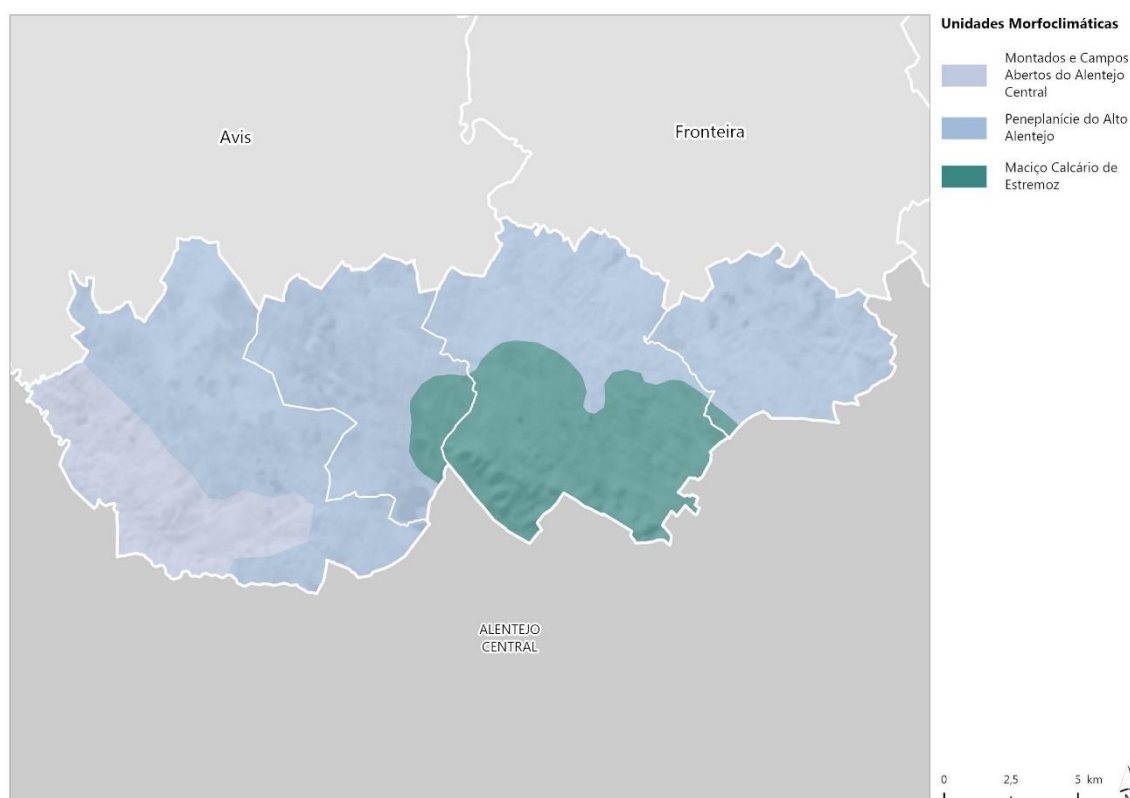 Unidades Morfoclimáticas
Montados e Campos
Abertos do Alentejo
Central
Peneplanície do Alto
Alentejo
Maciço Calcário de
Estremoz
Avis
Fronteira
ALENTEJO
CENTRAL
0 2,5 5 km